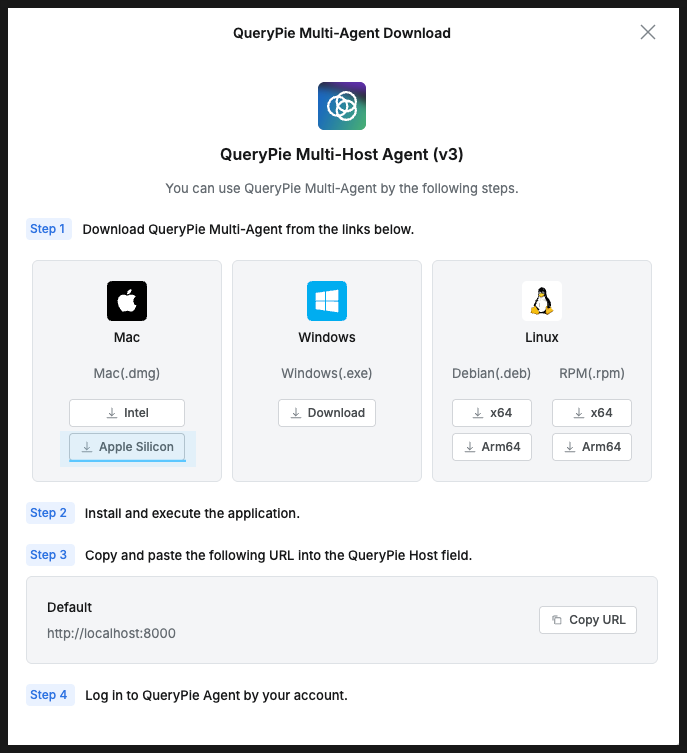 QueryPie Multi-Agent Download
QueryPie Multi-Host Agent (v3)
You can use QueryPie Multi-Agent by the following steps.
Step 1 Download QueryPie Multi-Agent from the links below.
Mac
Mac(.dmg)
Intel
Apple Silicon
Windows
Windows(.exe)
Download
Linux
Debian(.deb) RPM(.rpm)
x64 x64
Arm64 Arm64
Step 2 Install and execute the application.
Step 3 Copy and paste the following URL into the QueryPie Host field.
Default
http://localhost:8000
Copy URL
Step 4 Log in to QueryPie Agent by your account.